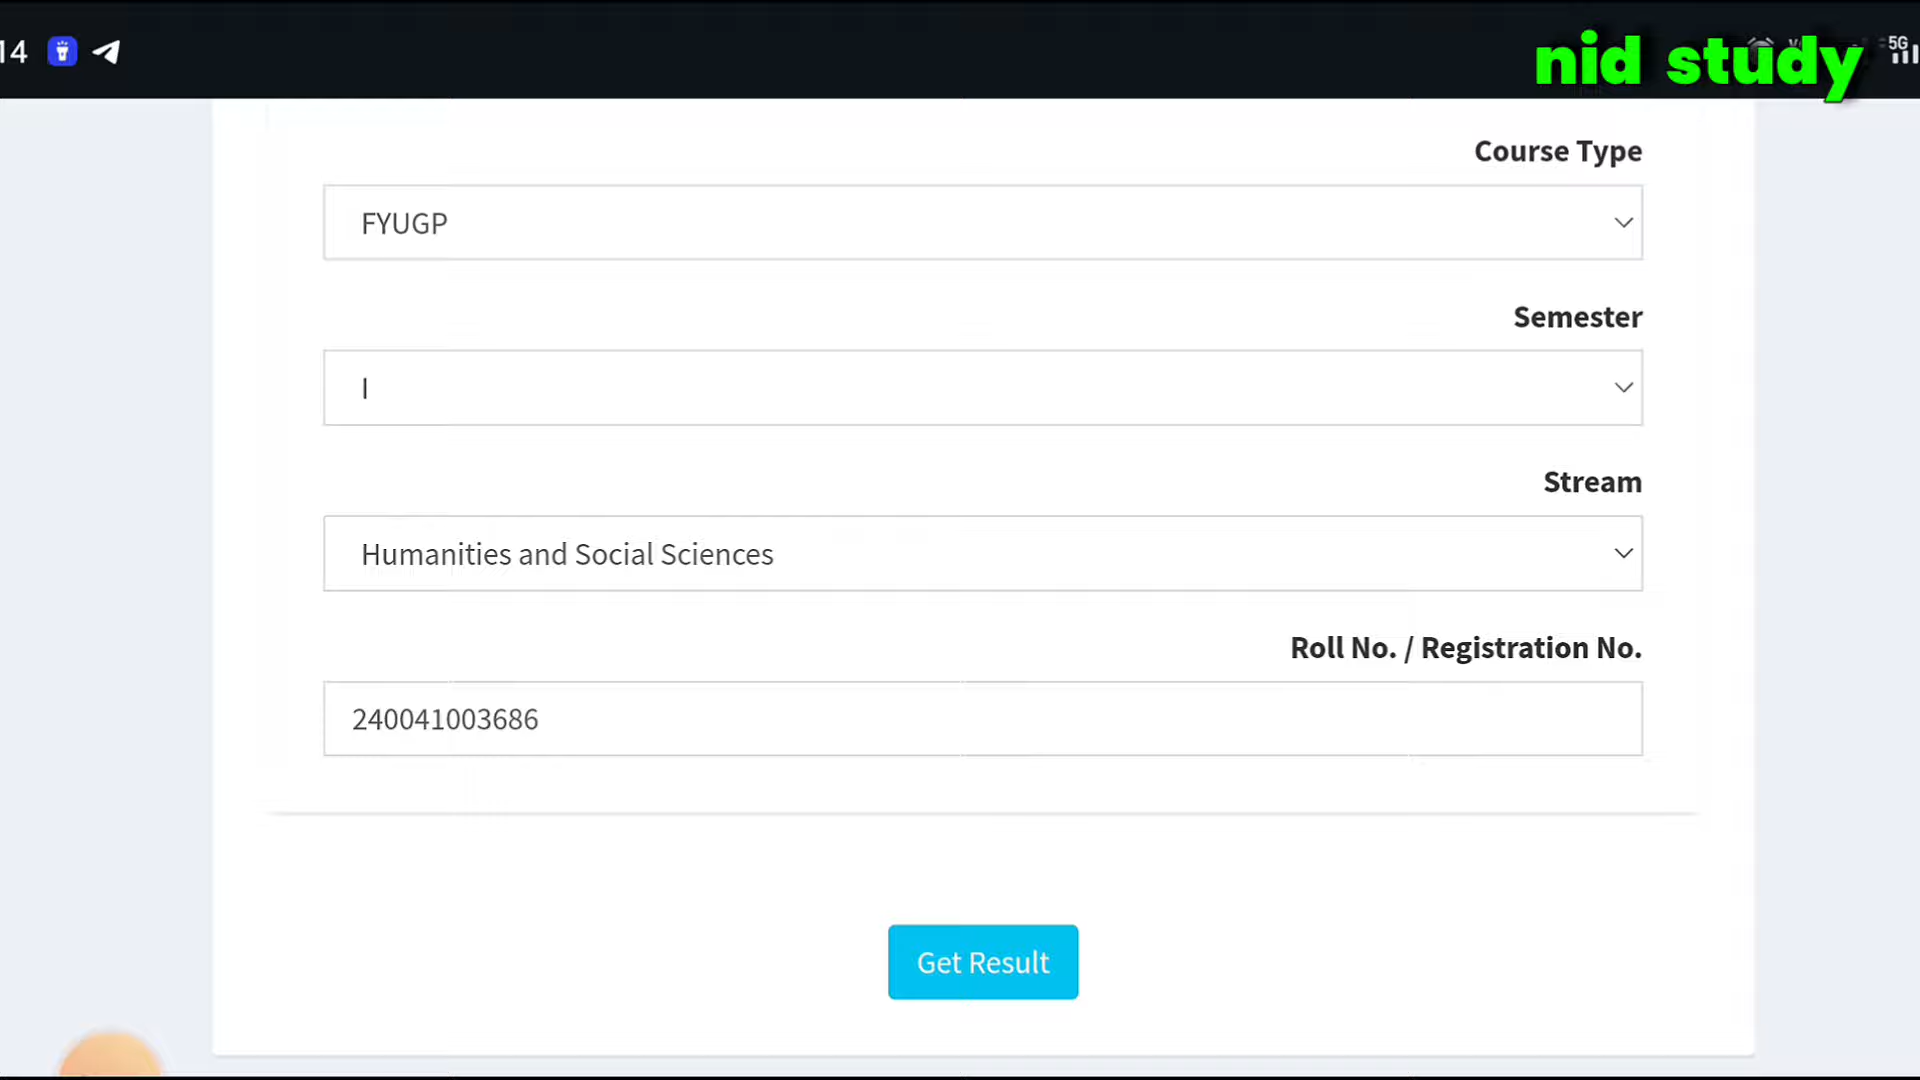 14
nid study
5G
Course Type
FYUGP
Semester
I
Stream
Humanities and Social Sciences
Roll No. / Registration No.
240041003686
Get Result